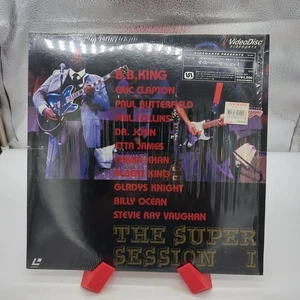 VideoDisc
B.B.KING
ERIC CLAPTON
PAUL BUTTERFIELD
PHIL COLLINS
DR. JOHN
ETTA JAMES
CHAKA KHAN
ALBERT KING
GLADYS KNIGHT
BILLY OCEAN
STEVIE RAY VAUGHAN
THE SUPER
SESSION I